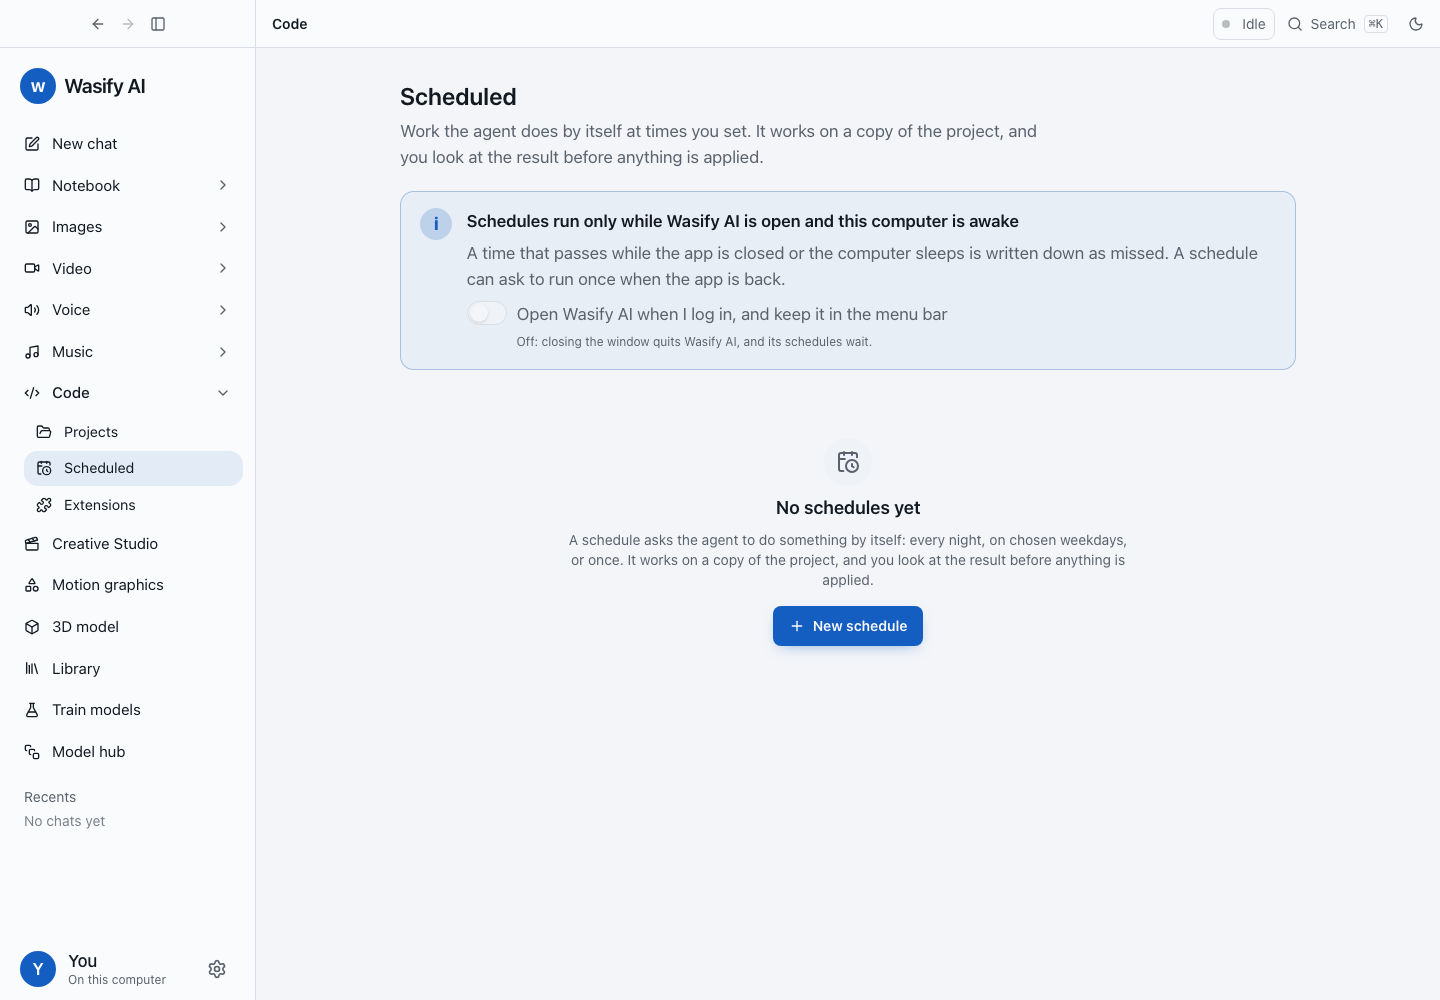 Code
Idle
Search ⌘K
W
Wasify AI
New chat
Notebook
Images
Video
Voice
Music
Code
Projects
Scheduled
Extensions
Creative Studio
Motion graphics
3D model
Library
Train models
Model hub
Recents
No chats yet
Y
You
On this computer
Scheduled
Work the agent does by itself at times you set. It works on a copy of the project, and
you look at the result before anything is applied.
i
Schedules run only while Wasify AI is open and this computer is awake
A time that passes while the app is closed or the computer sleeps is written down as missed. A schedule
can ask to run once when the app is back.
Open Wasify AI when I log in, and keep it in the menu bar
Off: closing the window quits Wasify AI, and its schedules wait.
No schedules yet
A schedule asks the agent to do something by itself: every night, on chosen weekdays,
or once. It works on a copy of the project, and you look at the result before anything is
applied.
New schedule